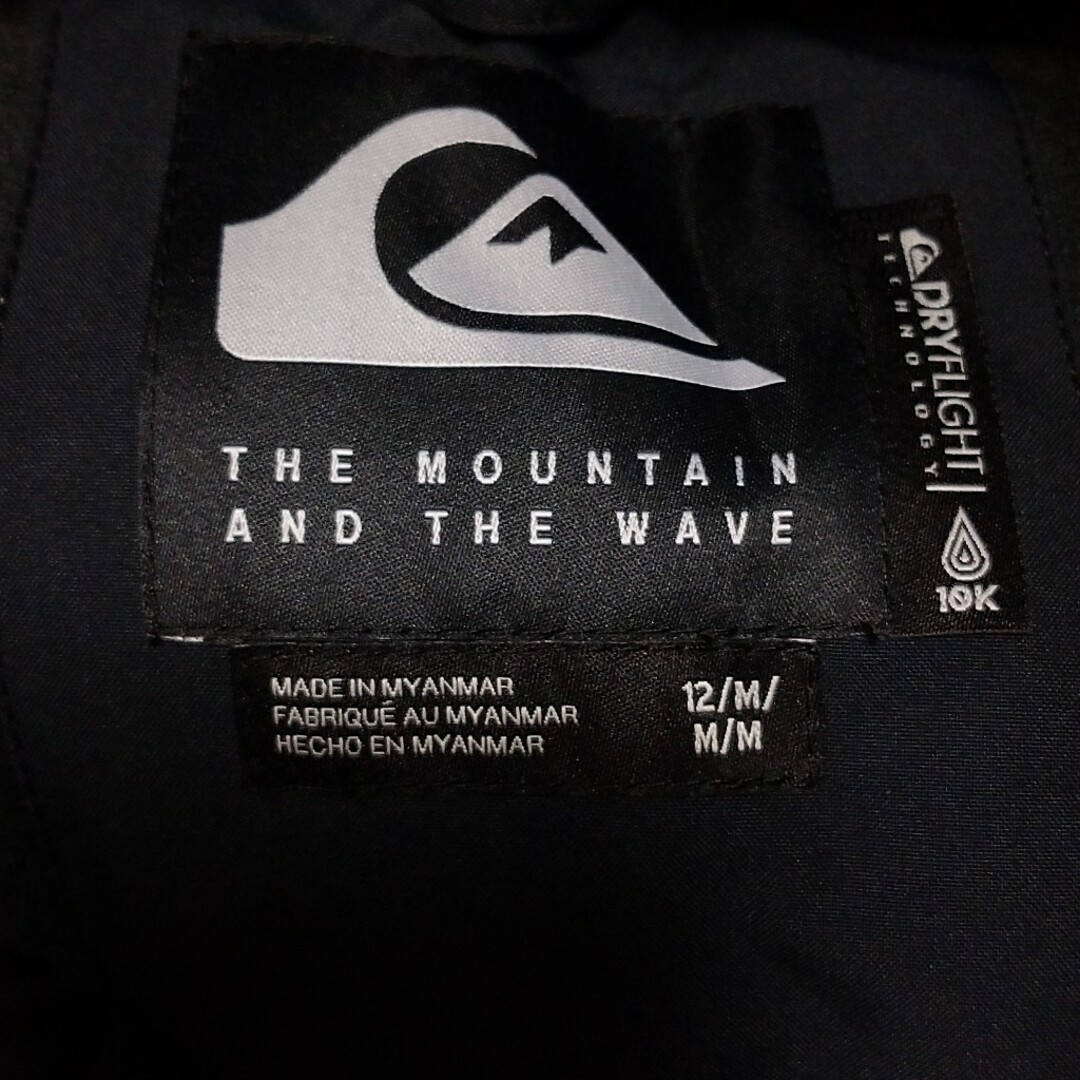 THE MOUNTAIN
AND THE WAVE
DRYFLIGHT
TECHNOLOGY
10K
MADE IN MYANMAR
FABRIQUÉ AU MYANMAR
HECHO EN MYANMAR
12/M/
M/M